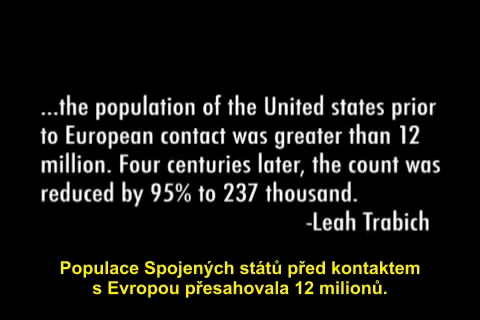 ...the population of the United states prior
to European contact was greater than 12
million. Four centuries later, the count was
reduced by 95% to 237 thousand.
-Leah Trabich
Populace Spojených států před kontaktem
s Evropou přesahovala 12 milionů.